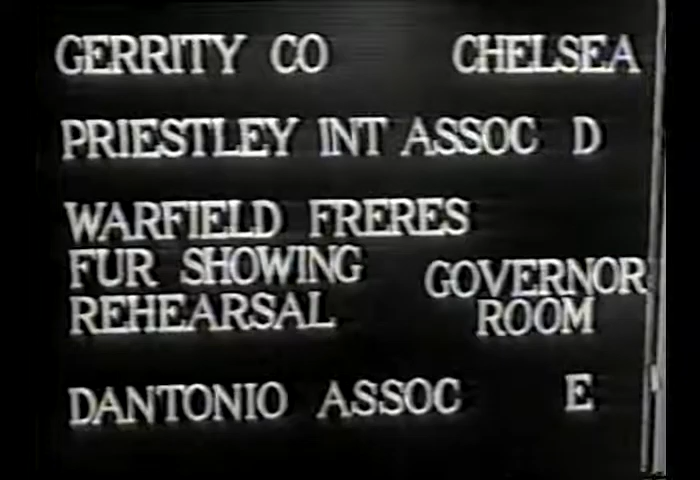 GERRITY CO CHELSEA
PRIESTLEY INT ASSOC D
WARFIELD FRERES
FUR SHOWING GOVERNOR
REHEARSAL ROOM
DANTONIO ASSOC E